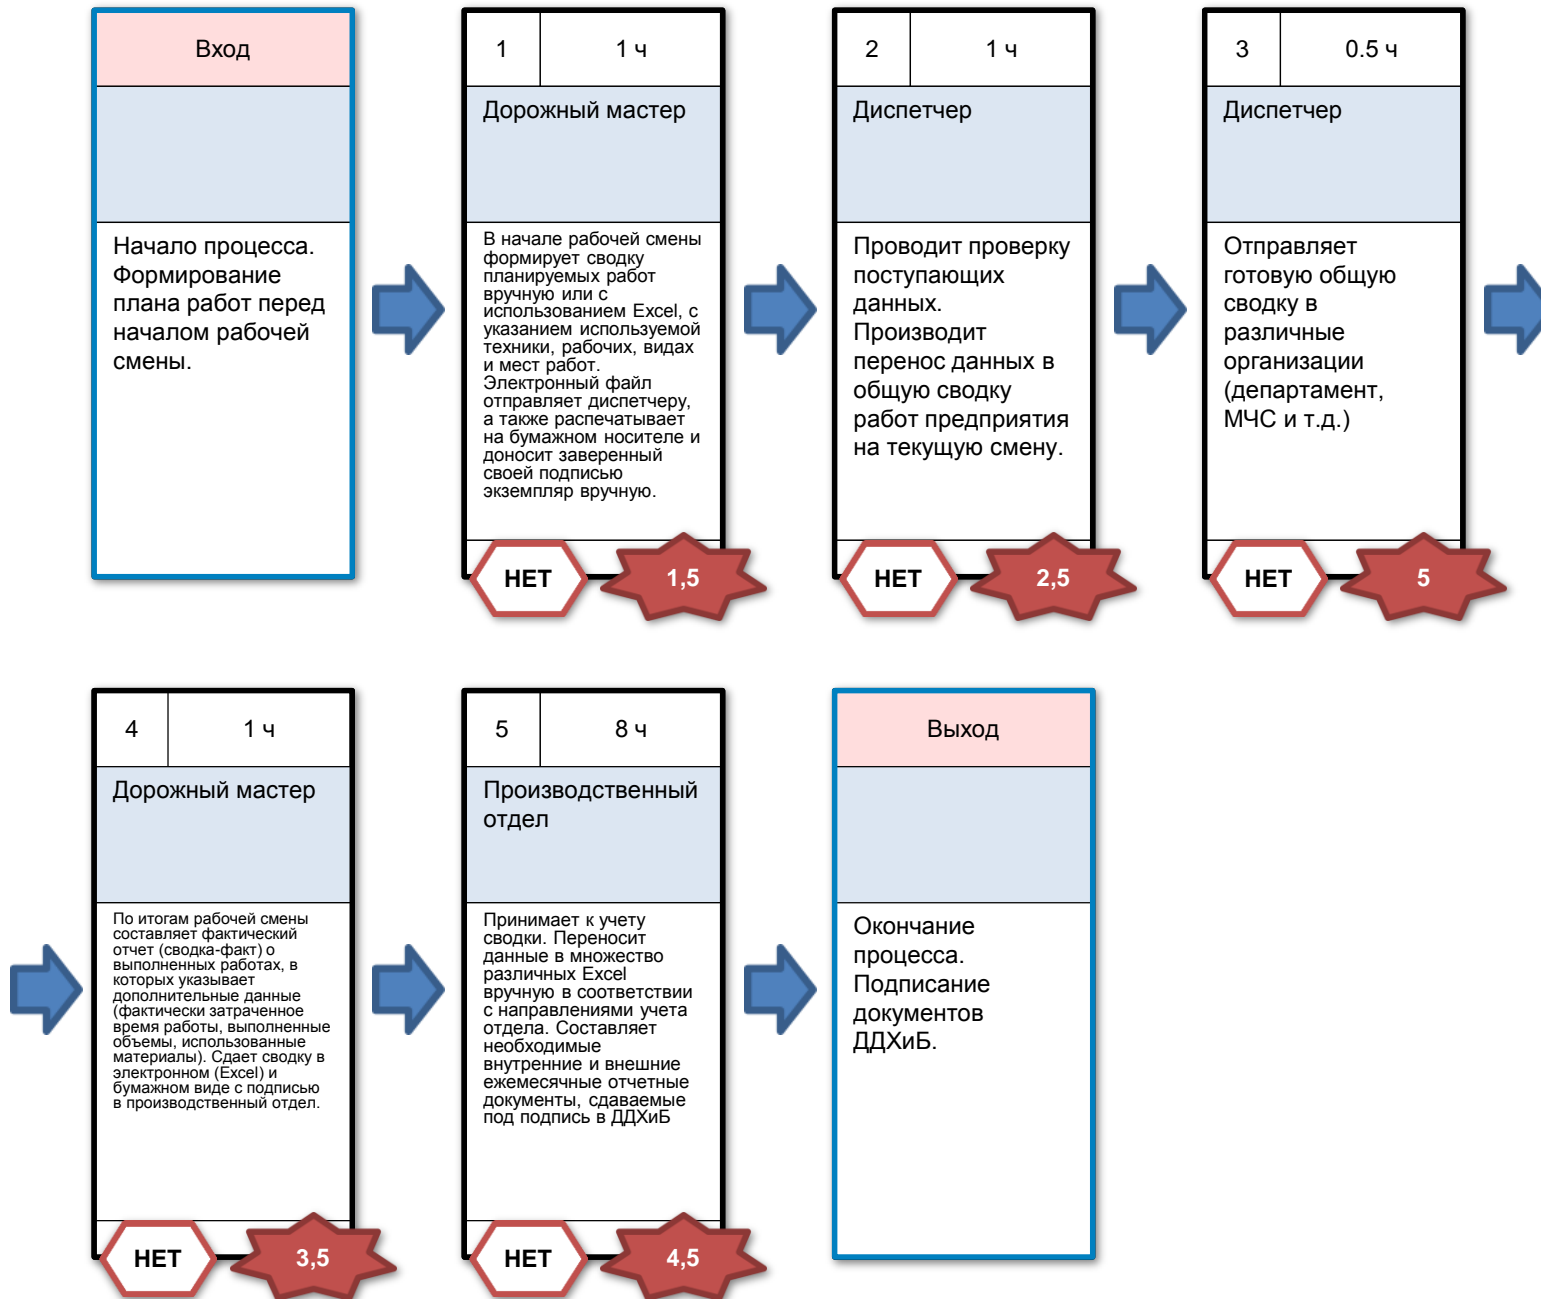 Вход
Начало процесса.
Формирование
плана работ перед
началом рабочей
смены.
1
1 ч
Дорожный мастер
В начале рабочей смены
формирует сводку
планируемых работ
вручную или с
использованием Excel, с
указанием используемой
техники, рабочих, видах
и мест работ.
Электронный файл
отправляет диспетчеру,
а также распечатывает
на бумажном носителе и
доносит заверенный
своей подписью
экземпляр вручную.
НЕТ
1,5
2
1 ч
Диспетчер
Проводит проверку
поступающих
данных.
Производит
перенос данных в
общую сводку
работ предприятия
на текущую смену.
НЕТ
2,5
3
0.5 ч
Диспетчер
Отправляет
готовую общую
сводку в
различные
организации
(департамент,
МЧС и т.д.)
НЕТ
5
4
1 ч
Дорожный мастер
По итогам рабочей смены
составляет фактический
отчет (сводка-факт) о
выполненных работах, в
которых указывает
дополнительные данные
(фактически затраченное
время работы, выполненные
объемы, использованные
материалы). Сдает сводку в
электронном (Excel) и
бумажном виде с подписью
в производственный отдел.
НЕТ
3,5
5
8 ч
Производственный
отдел
Принимает к учету
сводки. Переносит
данные в множество
различных Excel
вручную в соответствии
с направлениями учета
отдела. Составляет
необходимые
внутренние и внешние
ежемесячные отчетные
документы, сдаваемые
под подпись в ДДХиБ
НЕТ
4,5
Выход
Окончание
процесса.
Подписание
документов
ДДХиБ.